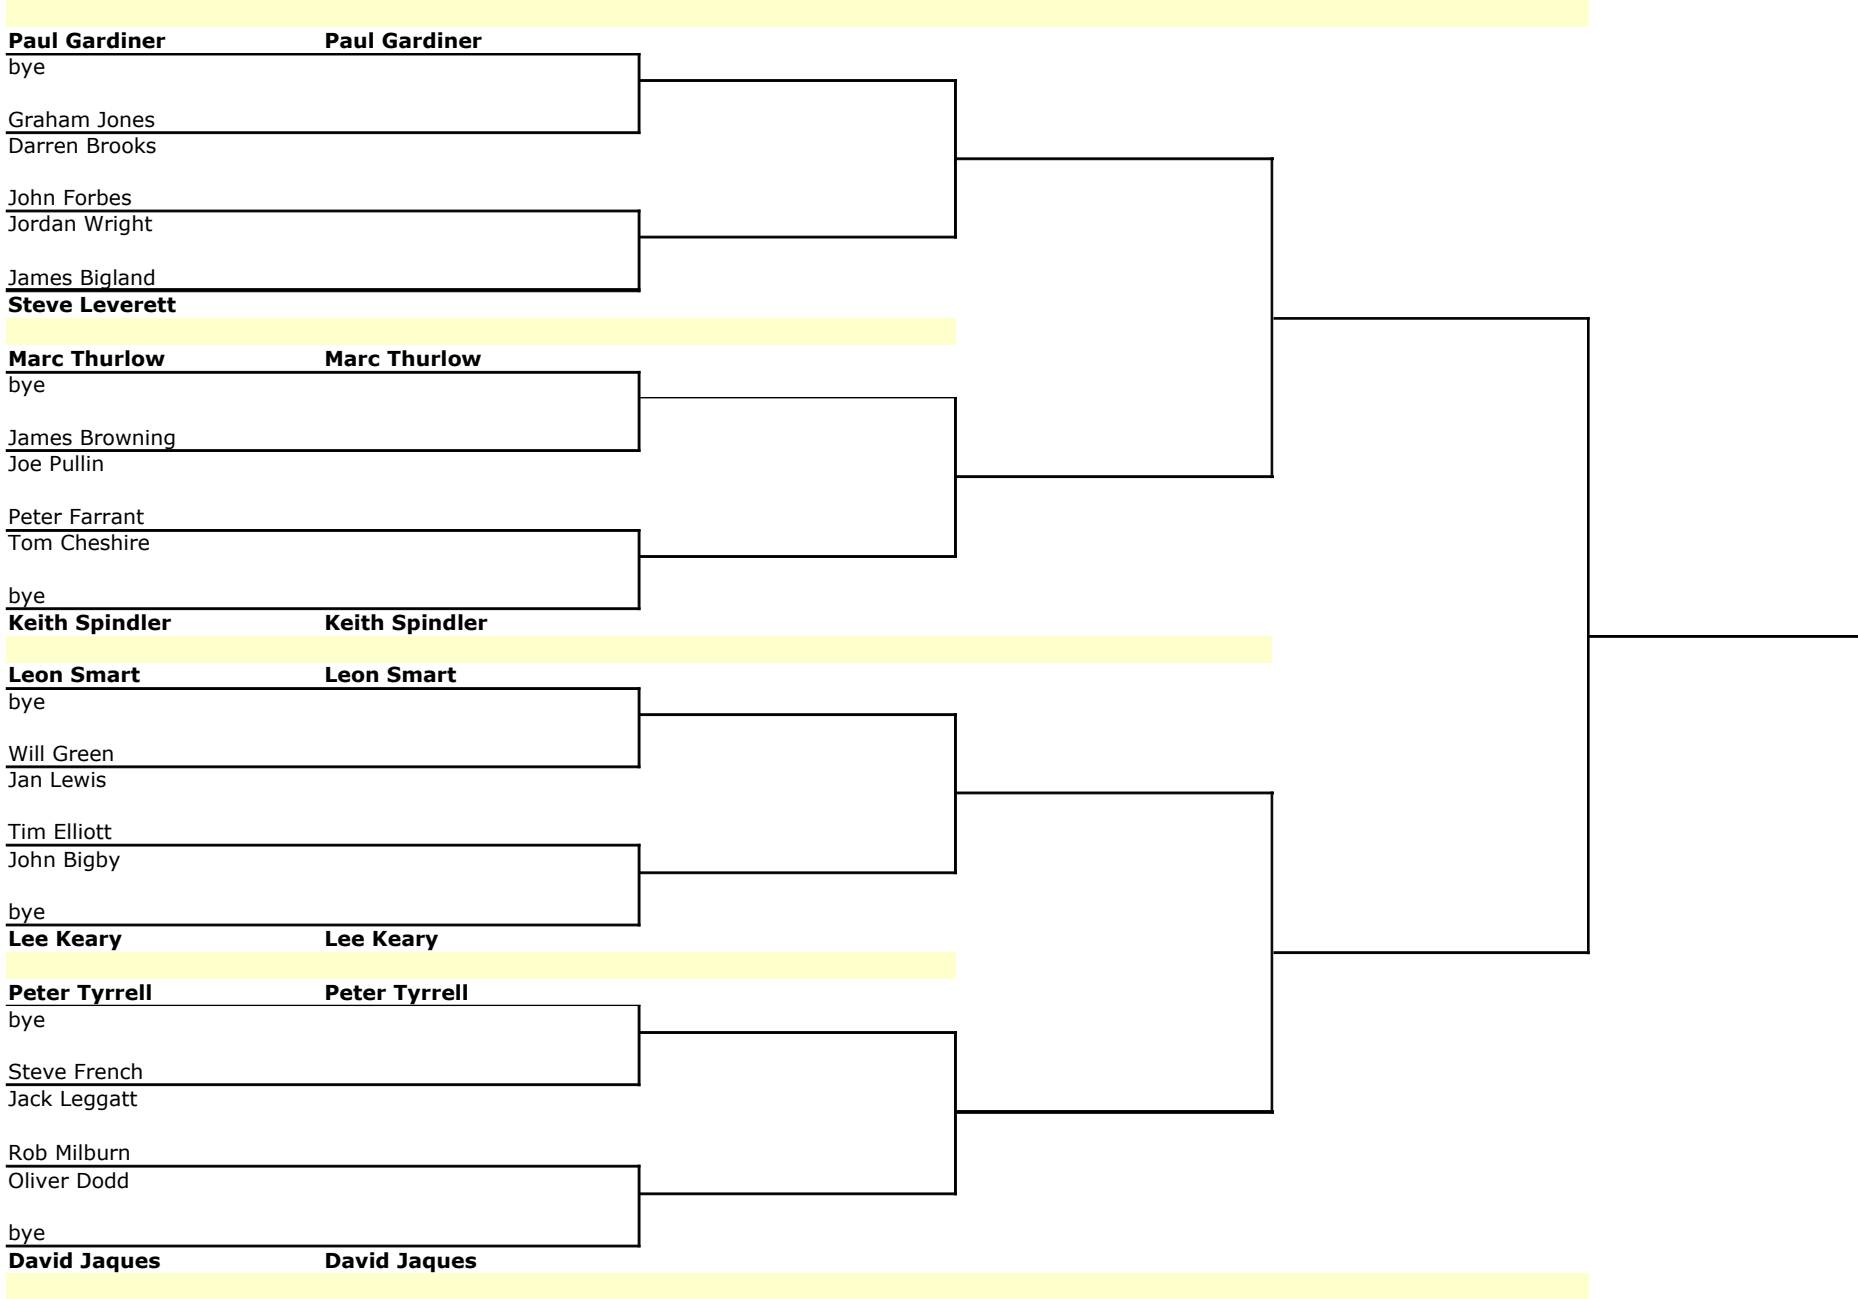 Paul Gardiner Paul Gardiner
bye
Graham Jones
Darren Brooks
John Forbes
Jordan Wright
James Bigland
Steve Leverett
Marc Thurlow Marc Thurlow
bye
James Browning
Joe Pullin
Peter Farrant
Tom Cheshire
bye
Keith Spindler Keith Spindler
Leon Smart Leon Smart
bye
Will Green
Jan Lewis
Tim Elliott
John Bigby
bye
Lee Keary Lee Keary
Peter Tyrrell Peter Tyrrell
bye
Steve French
Jack Leggatt
Rob Milburn
Oliver Dodd
bye
David Jaques David Jaques